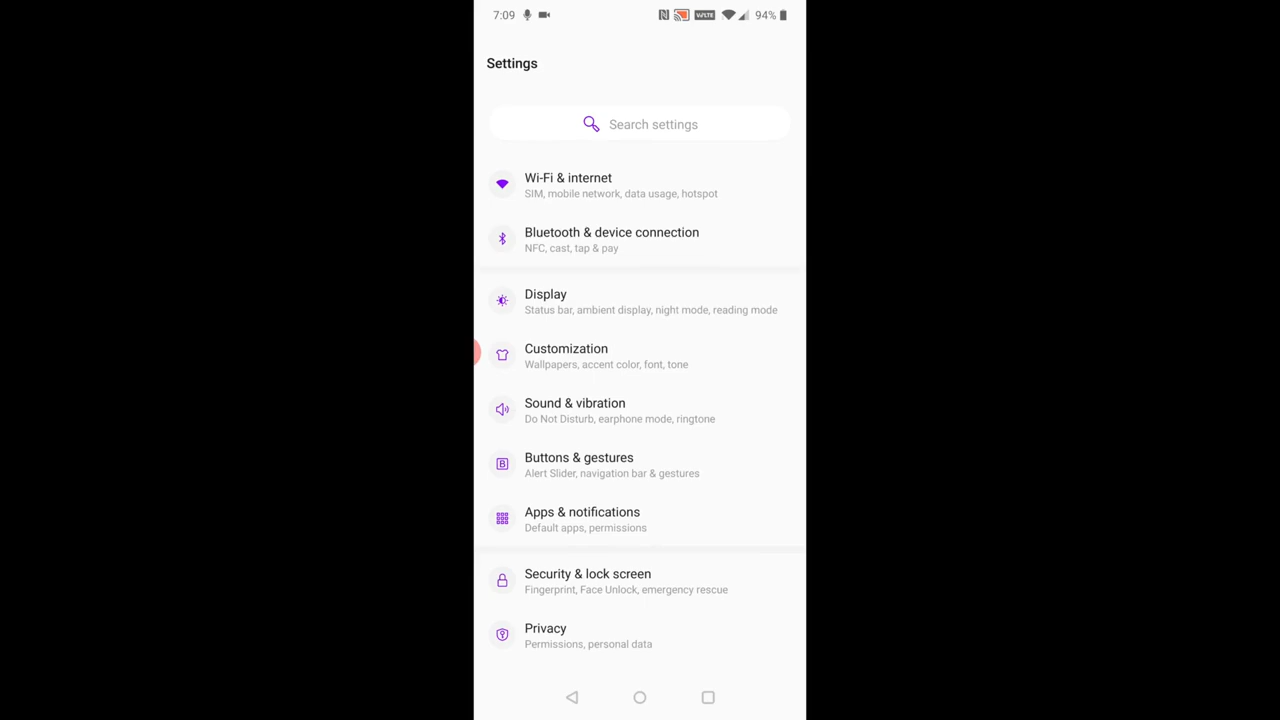 7:09 VoLTE 94%
Settings
Search settings
Wi-Fi & internet
SIM, mobile network, data usage, hotspot
Bluetooth & device connection
NFC, cast, tap & pay
Display
Status bar, ambient display, night mode, reading mode
Customization
Wallpapers, accent color, font, tone
Sound & vibration
Do Not Disturb, earphone mode, ringtone
B
Buttons & gestures
Alert Slider, navigation bar & gestures
Apps & notifications
Default apps, permissions
Security & lock screen
Fingerprint, Face Unlock, emergency rescue
Privacy
Permissions, personal data